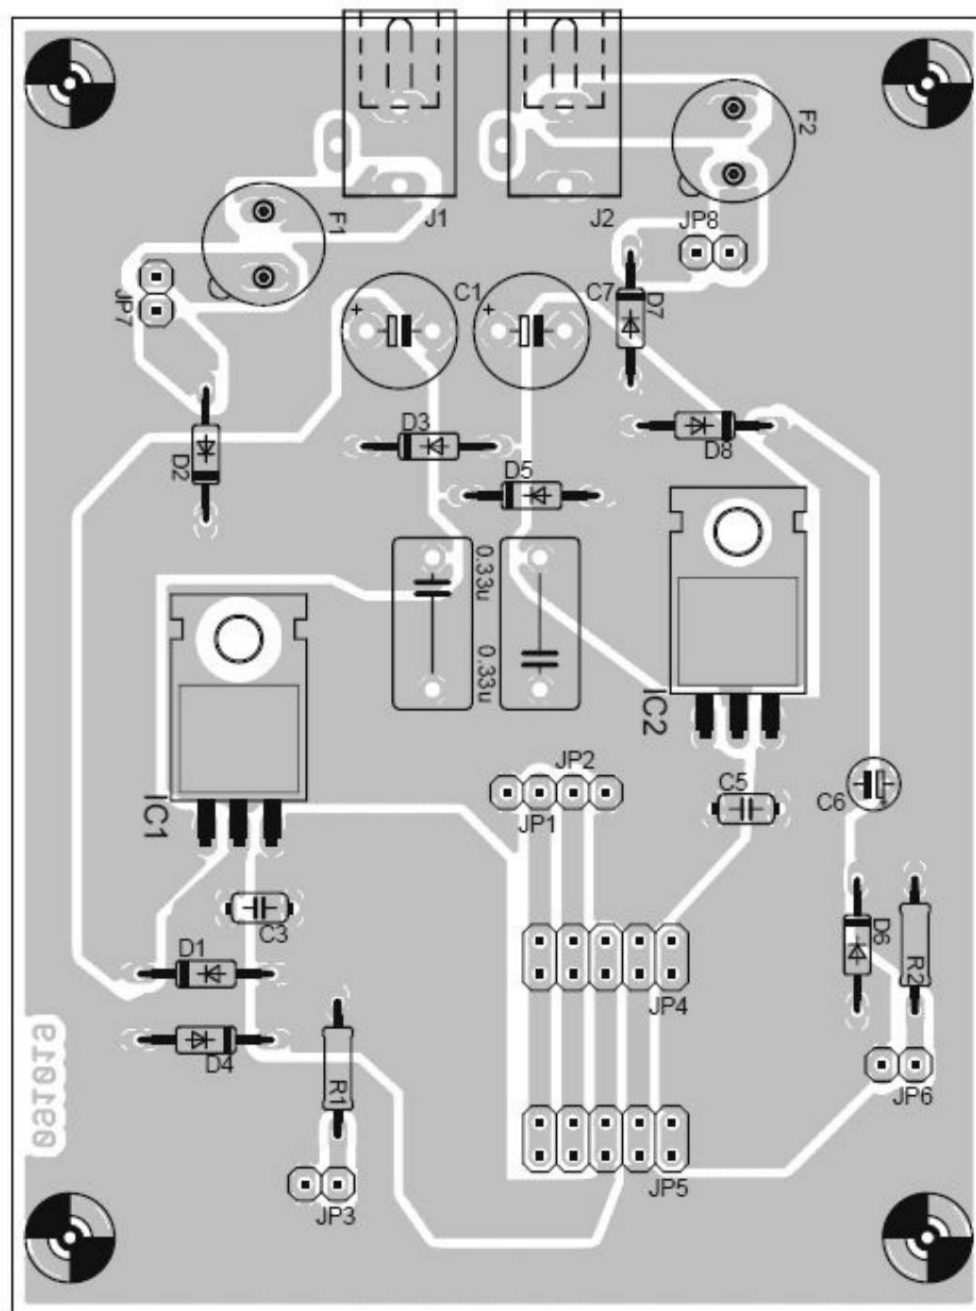 J1
J2
F2
F1
JP8
JP7
C1
C7
D7
D3
D8
D2
D5
0.33u
0.33u
IC2
JP2
C5
C6
IC1
JP1
C3
D6
R2
D1
JP4
D4
R1
JP6
JP5
JP3
091019
+
+
+